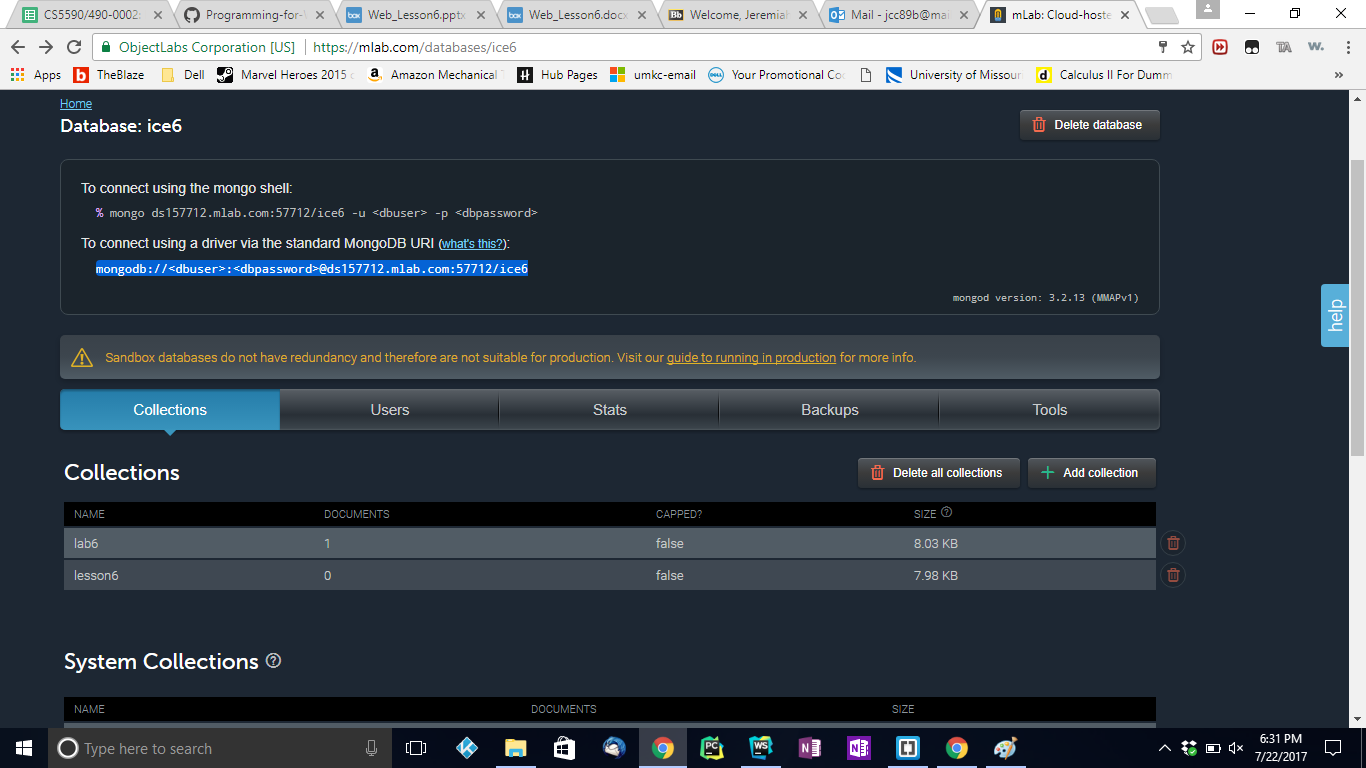 CS5590/490-0002:
Programming-for-
Web_Lesson6.pptx
Web_Lesson6.docx
Welcome, Jeremiah
Mail - jcc89b@mai
mLab: Cloud-hoste
ObjectLabs Corporation [US]
https://mlab.com/databases/ice6
Apps
TheBlaze
Dell
Marvel Heroes 2015
Amazon Mechanical
Hub Pages
umkc-email
Your Promotional Co
University of Missour
Calculus II For Dumm
Home
Database: ice6
Delete database
To connect using the mongo shell:
% mongo ds157712.mlab.com:57712/ice6 -u <dbuser> -p <dbpassword>
To connect using a driver via the standard MongoDB URI (what's this?):
mongodb://<dbuser>:<dbpassword>@ds157712.mlab.com:57712/ice6
mongod version: 3.2.13 (MMAPv1)
help
Sandbox databases do not have redundancy and therefore are not suitable for production. Visit our guide to running in production for more info.
Collections Users Stats Backups Tools
Collections
Delete all collections
Add collection
NAME DOCUMENTS CAPPED? SIZE
lab6 1 false 8.03 KB
lesson6 0 false 7.98 KB
System Collections
NAME DOCUMENTS SIZE
Type here to search
6:31 PM
7/22/2017